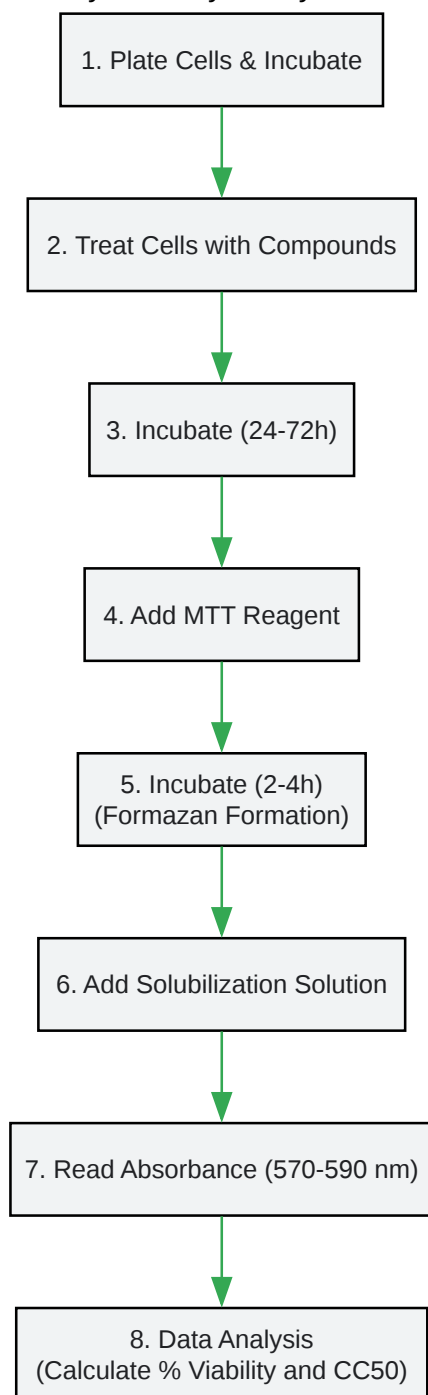 1. Plate Cells & Incubate
2. Treat Cells with Compounds
3. Incubate (24-72h)
4. Add MTT Reagent
5. Incubate (2-4h)
(Formazan Formation)
6. Add Solubilization Solution
7. Read Absorbance (570-590 nm)
8. Data Analysis
(Calculate % Viability and CC50)